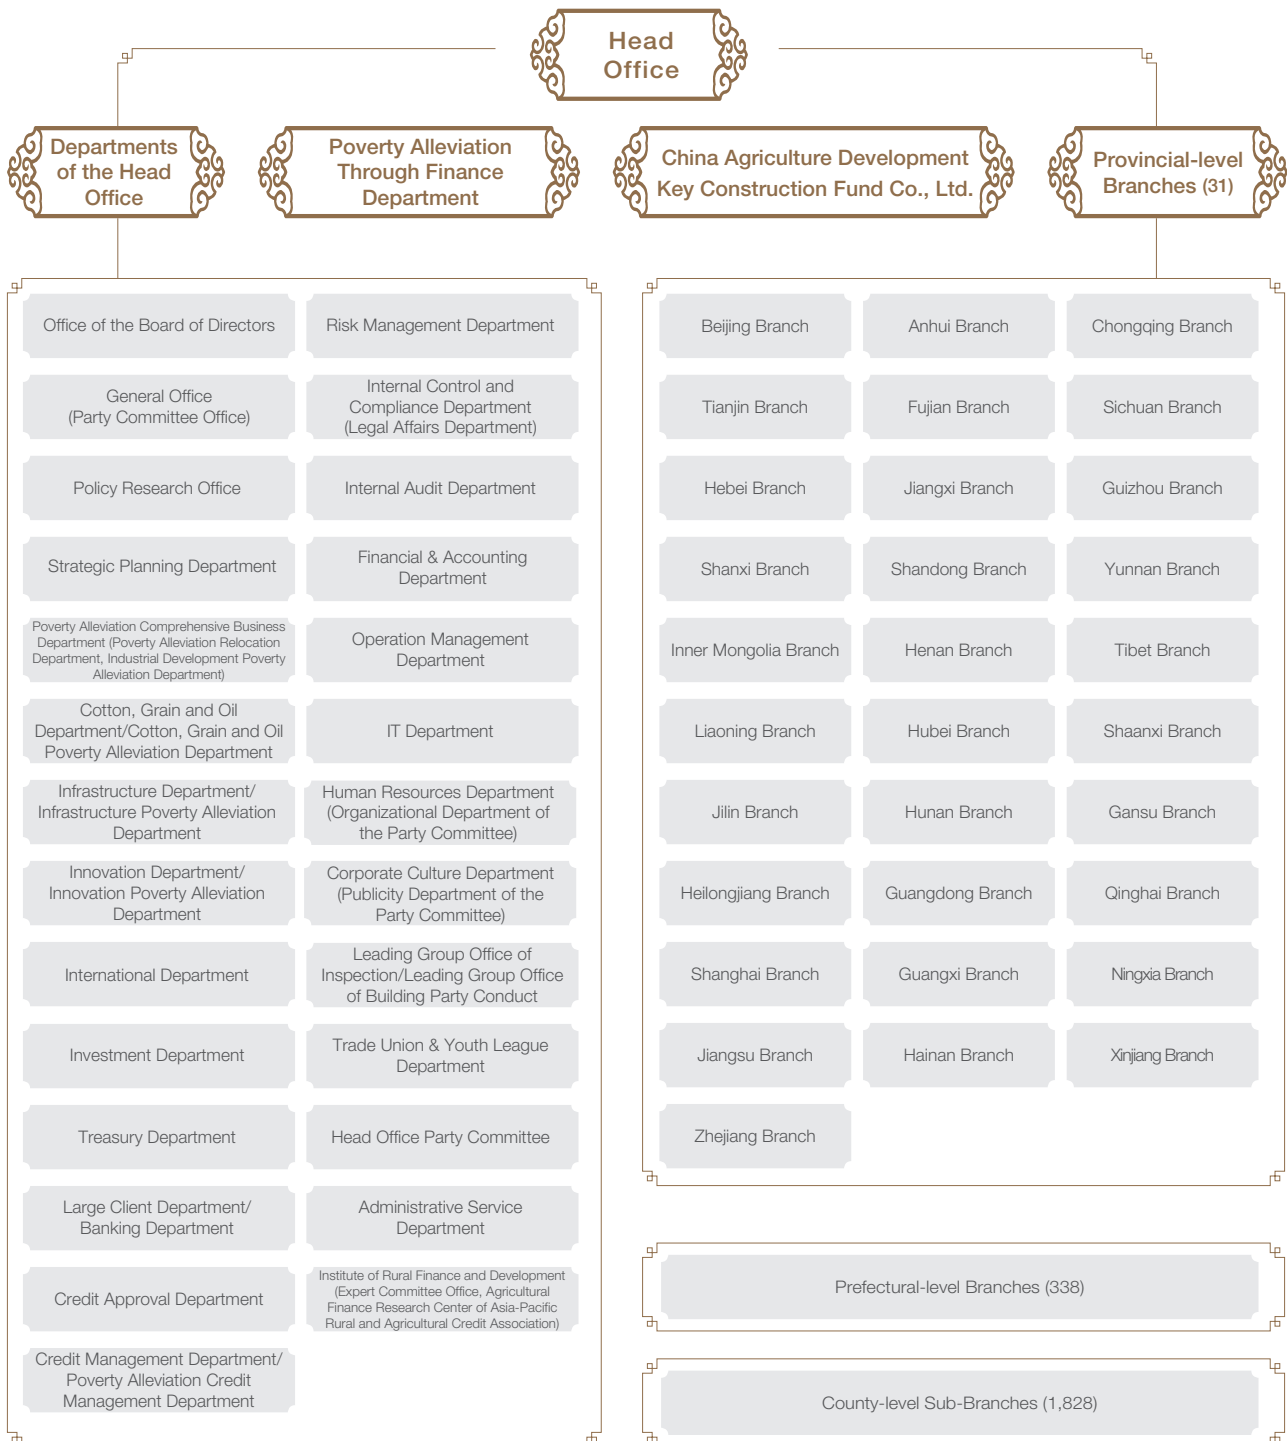 Head
Office
Departments
of the Head
Office
Poverty Alleviation
Through Finance
Department
China Agriculture Development
Key Construction Fund Co., Ltd.
Provincial-level
Branches (31)
Office of the Board of Directors
General Office
(Party Committee Office)
Policy Research Office
Strategic Planning Department
Poverty Alleviation Comprehensive Business
Department (Poverty Alleviation Relocation
Department, Industrial Development Poverty
Alleviation Department)
Cotton, Grain and Oil
Department/Cotton, Grain and Oil
Poverty Alleviation Department
Infrastructure Department/
Infrastructure Poverty Alleviation
Department
Innovation Department/
Innovation Poverty Alleviation
Department
International Department
Investment Department
Treasury Department
Large Client Department/
Banking Department
Credit Approval Department
Credit Management Department/
Poverty Alleviation Credit
Management Department
Risk Management Department
Internal Control and
Compliance Department
(Legal Affairs Department)
Internal Audit Department
Financial & Accounting
Department
Operation Management
Department
IT Department
Human Resources Department
(Organizational Department of
the Party Committee)
Corporate Culture Department
(Publicity Department of the
Party Committee)
Leading Group Office of
Inspection/Leading Group Office
of Building Party Conduct
Trade Union & Youth League
Department
Head Office Party Committee
Administrative Service
Department
Institute of Rural Finance and Development
(Expert Committee Office, Agricultural
Finance Research Center of Asia-Pacific
Rural and Agricultural Credit Association)
Beijing Branch
Tianjin Branch
Hebei Branch
Shanxi Branch
Inner Mongolia Branch
Liaoning Branch
Jilin Branch
Heilongjiang Branch
Shanghai Branch
Jiangsu Branch
Zhejiang Branch
Anhui Branch
Fujian Branch
Jiangxi Branch
Shandong Branch
Henan Branch
Hubei Branch
Hunan Branch
Guangdong Branch
Guangxi Branch
Hainan Branch
Chongqing Branch
Sichuan Branch
Guizhou Branch
Yunnan Branch
Tibet Branch
Shaanxi Branch
Gansu Branch
Qinghai Branch
Ningxia Branch
Xinjiang Branch
Prefectural-level Branches (338)
County-level Sub-Branches (1,828)